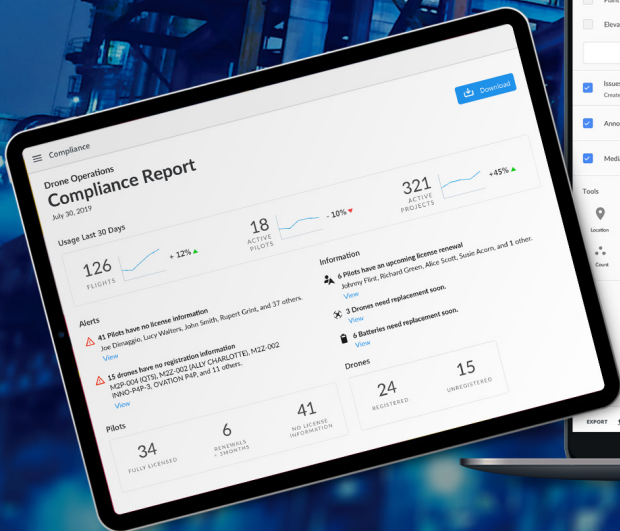 Compliance
Download
Drone Operations
Compliance Report
July 30, 2019
Usage Last 30 Days
126
FLIGHTS
+ 12%
18
ACTIVE
PILOTS
- 10%
321
ACTIVE
PROJECTS
+45%
Alerts
41 Pilots have no license information
Joe Dimaggio, Lucy Walters, John Smith, Rupert Grint, and 37 others.
View
15 drones have no registration information
M2P-004 (QTS), M2Z-002 (ALLY CHARLOTTE), M2Z-002
INNO-P4P-3, OVATION P4P, and 11 others.
View
Information
6 Pilots have an upcoming license renewal
Johnny Flint, Richard Green, Alice Scott, Susie Acorn, and 1 other.
View
3 Drones need replacement soon.
View
6 Batteries need replacement soon.
View
Pilots
34
FULLY LICENSED
6
RENEWALS
< 3MONTHS
41
NO LICENSE
INFORMATION
Drones
24
REGISTERED
15
UNREGISTERED
Eleva
Issues
Create
Anno
Media
Tools
Location
Count
EXPORT